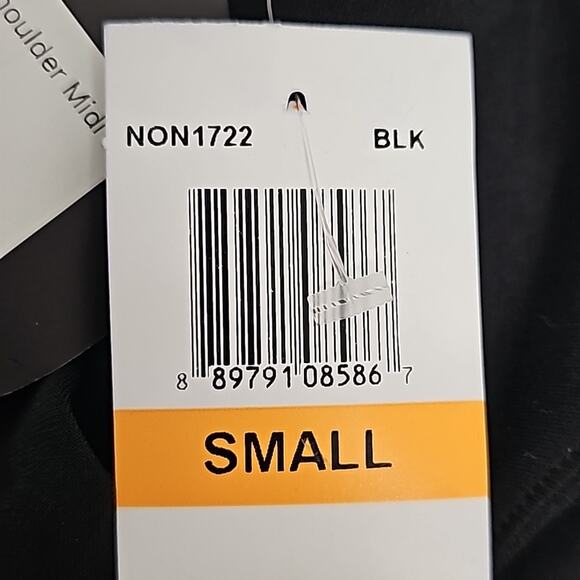 houlder Midi
NON1722 BLK
8 89791 08586 7
SMALL